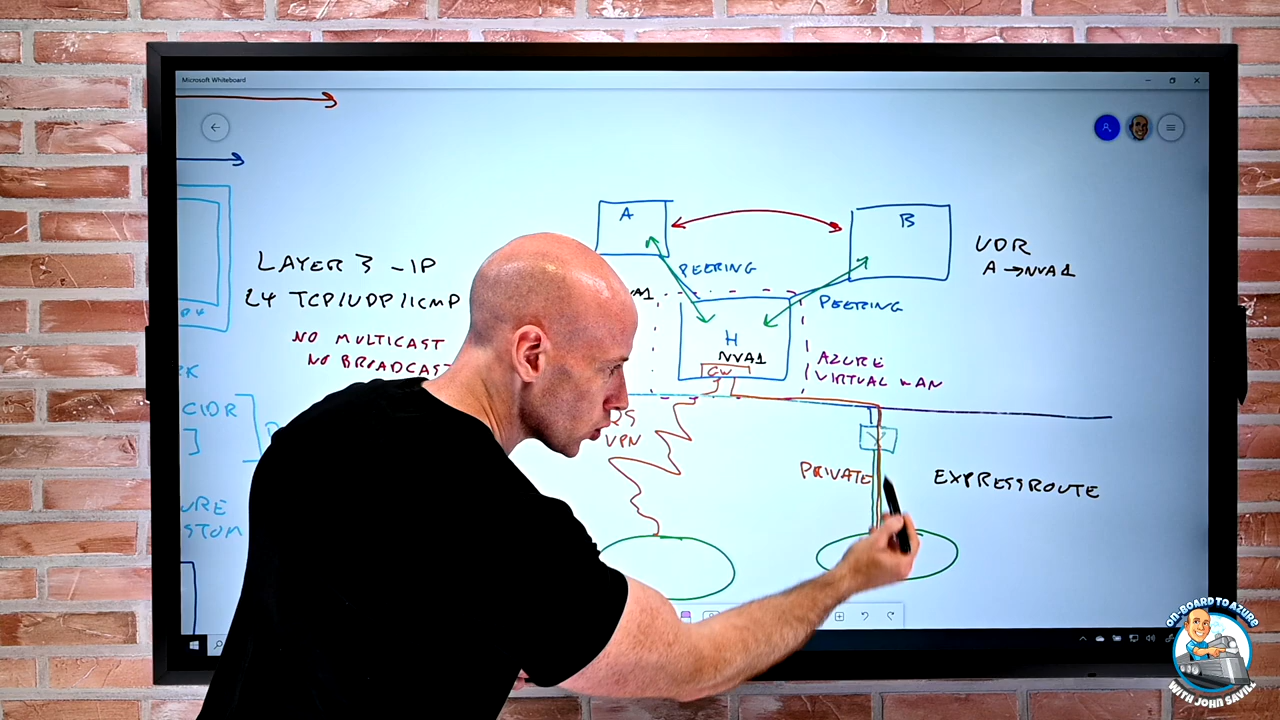 Microsoft Whiteboard
A
B
UDR
A → NVA1
LAYER 3 - IP
L4 TCP/UDP/ICMP
NO MULTICAST
NO BROADCAST
PEERING
PEERING
H
NVA1
GW
AZURE
VIRTUAL WAN
CIDR
]
VPN
PRIVATE
EXPRESSROUTE
ON-BOARD TO AZURE
WITH JOHN SAVILL